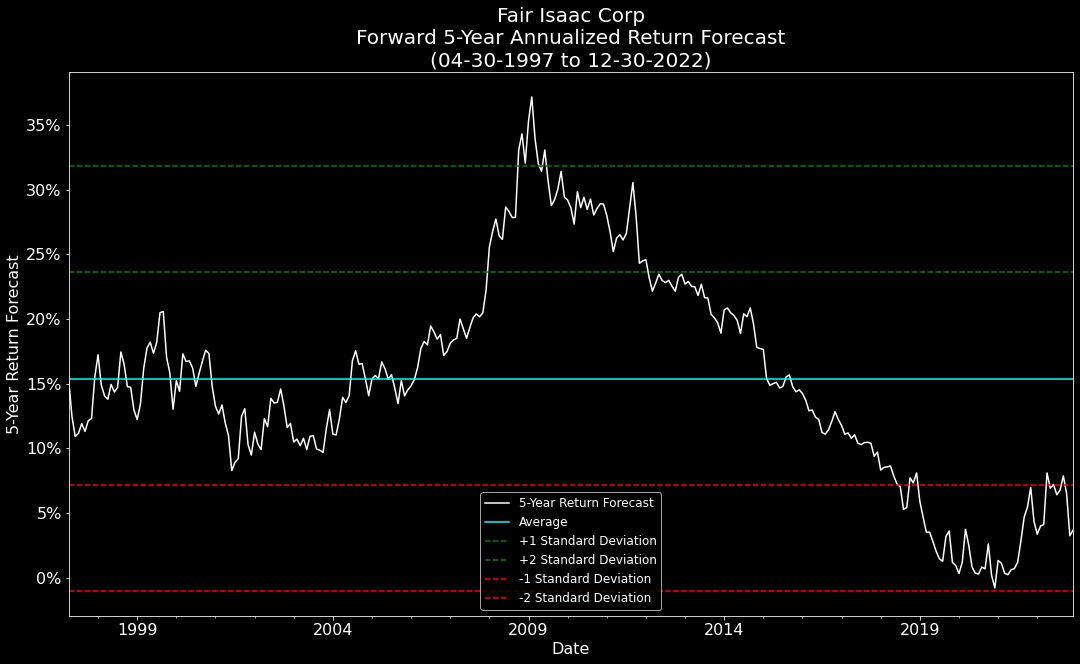 Fair Isaac Corp
Forward 5-Year Annualized Return Forecast
(04-30-1997 to 12-30-2022)
5-Year Return Forecast
35%
30%
25%
20%
15%
10%
5%
0%
5-Year Return Forecast
Average
+1 Standard Deviation
+2 Standard Deviation
-1 Standard Deviation
-2 Standard Deviation
1999
2004
2009
2014
2019
Date